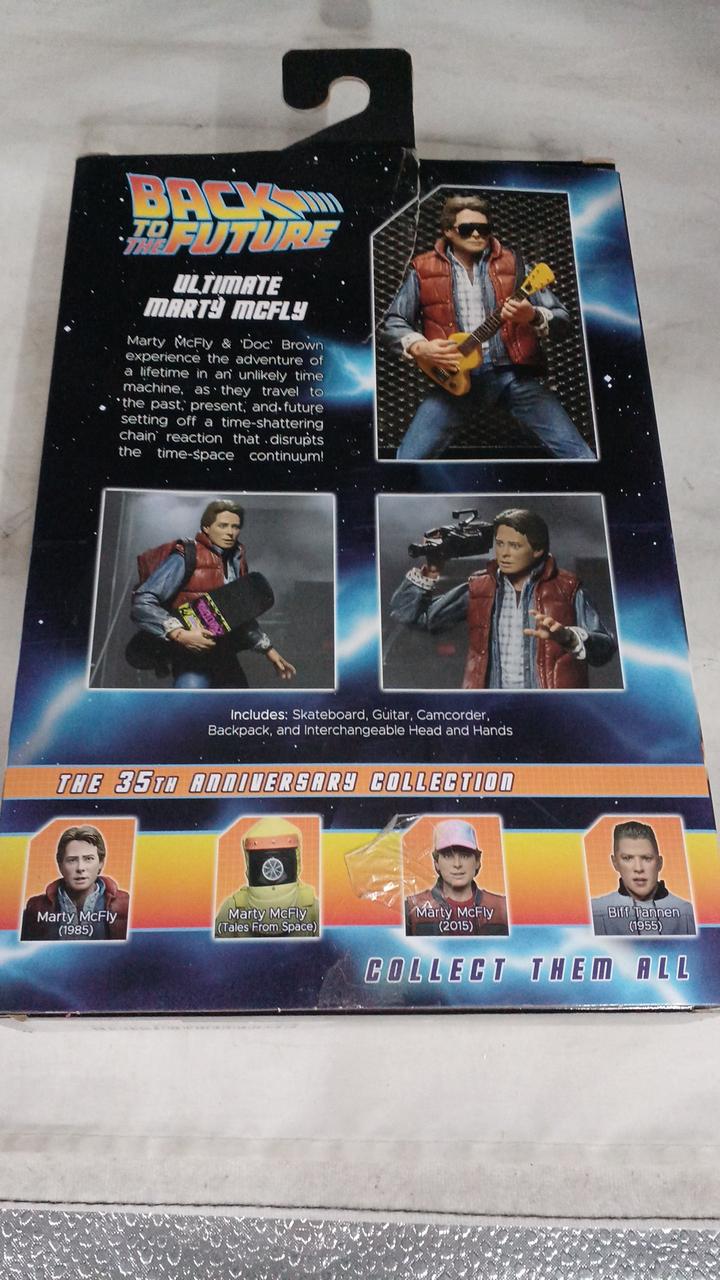 BACK
TO
THE FUTURE
ULTIMATE
MARTY MCFLY
Marty McFly & 'Doc' Brown
experience the adventure of
a lifetime in an unlikely time
machine, as they travel to
the past, present, and future
setting off a time-shattering
chain reaction that disrupts
the time-space continuum!
Includes: Skateboard, Guitar, Camcorder,
Backpack, and Interchangeable Head and Hands
THE 35TH ANNIVERSARY COLLECTION
Marty McFly
(1985)
Marty McFly
(Tales From Space)
Marty McFly
(2015)
Biff Tannen
(1955)
COLLECT THEM ALL